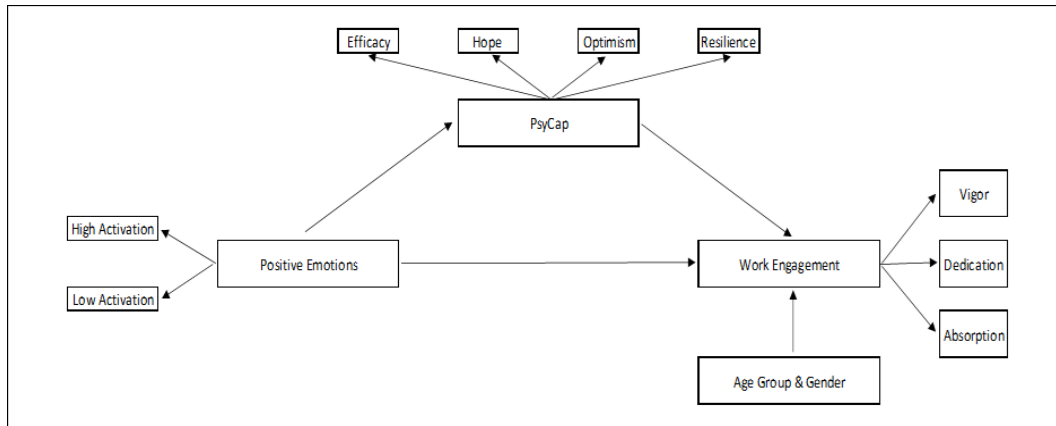 Efficacy
Hope
Optimism
Resilience
PsyCap
Vigor
High Activation
Positive Emotions
Work Engagement
Dedication
Low Activation
Absorption
Age Group & Gender